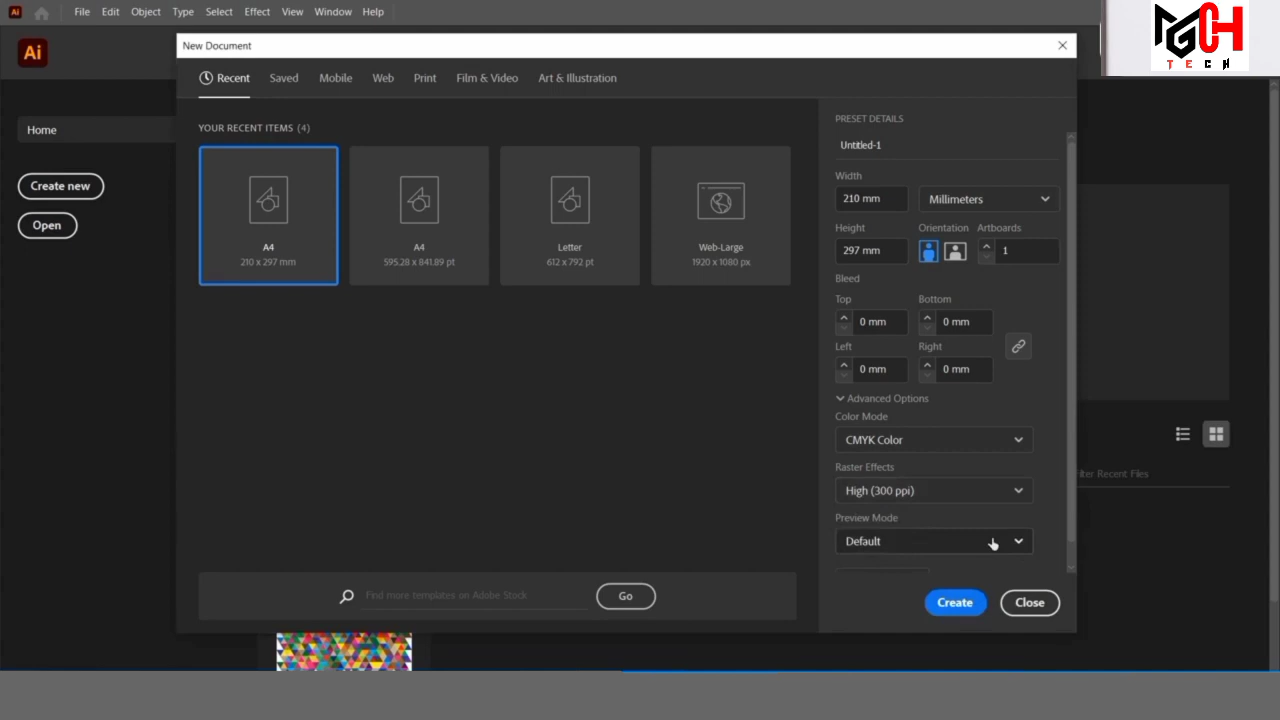 Ai File Edit Object Type Select Effect View Window Help
MGCH
TECH
Ai
New Document
Recent Saved Mobile Web Print Film & Video Art & Illustration
Home
Create new
Open
YOUR RECENT ITEMS (4)
A4
210 x 297 mm
A4
595.28 x 841.89 pt
Letter
612 x 792 pt
Web-Large
1920 x 1080 px
Find more templates on Adobe Stock Go
PRESET DETAILS
Untitled-1
Width
210 mm Millimeters
Height Orientation Artboards
297 mm 1
Bleed
Top Bottom
0 mm 0 mm
Left Right
0 mm 0 mm
Advanced Options
Color Mode
CMYK Color
Raster Effects
High (300 ppi)
Preview Mode
Default
Create Close
Recent Files